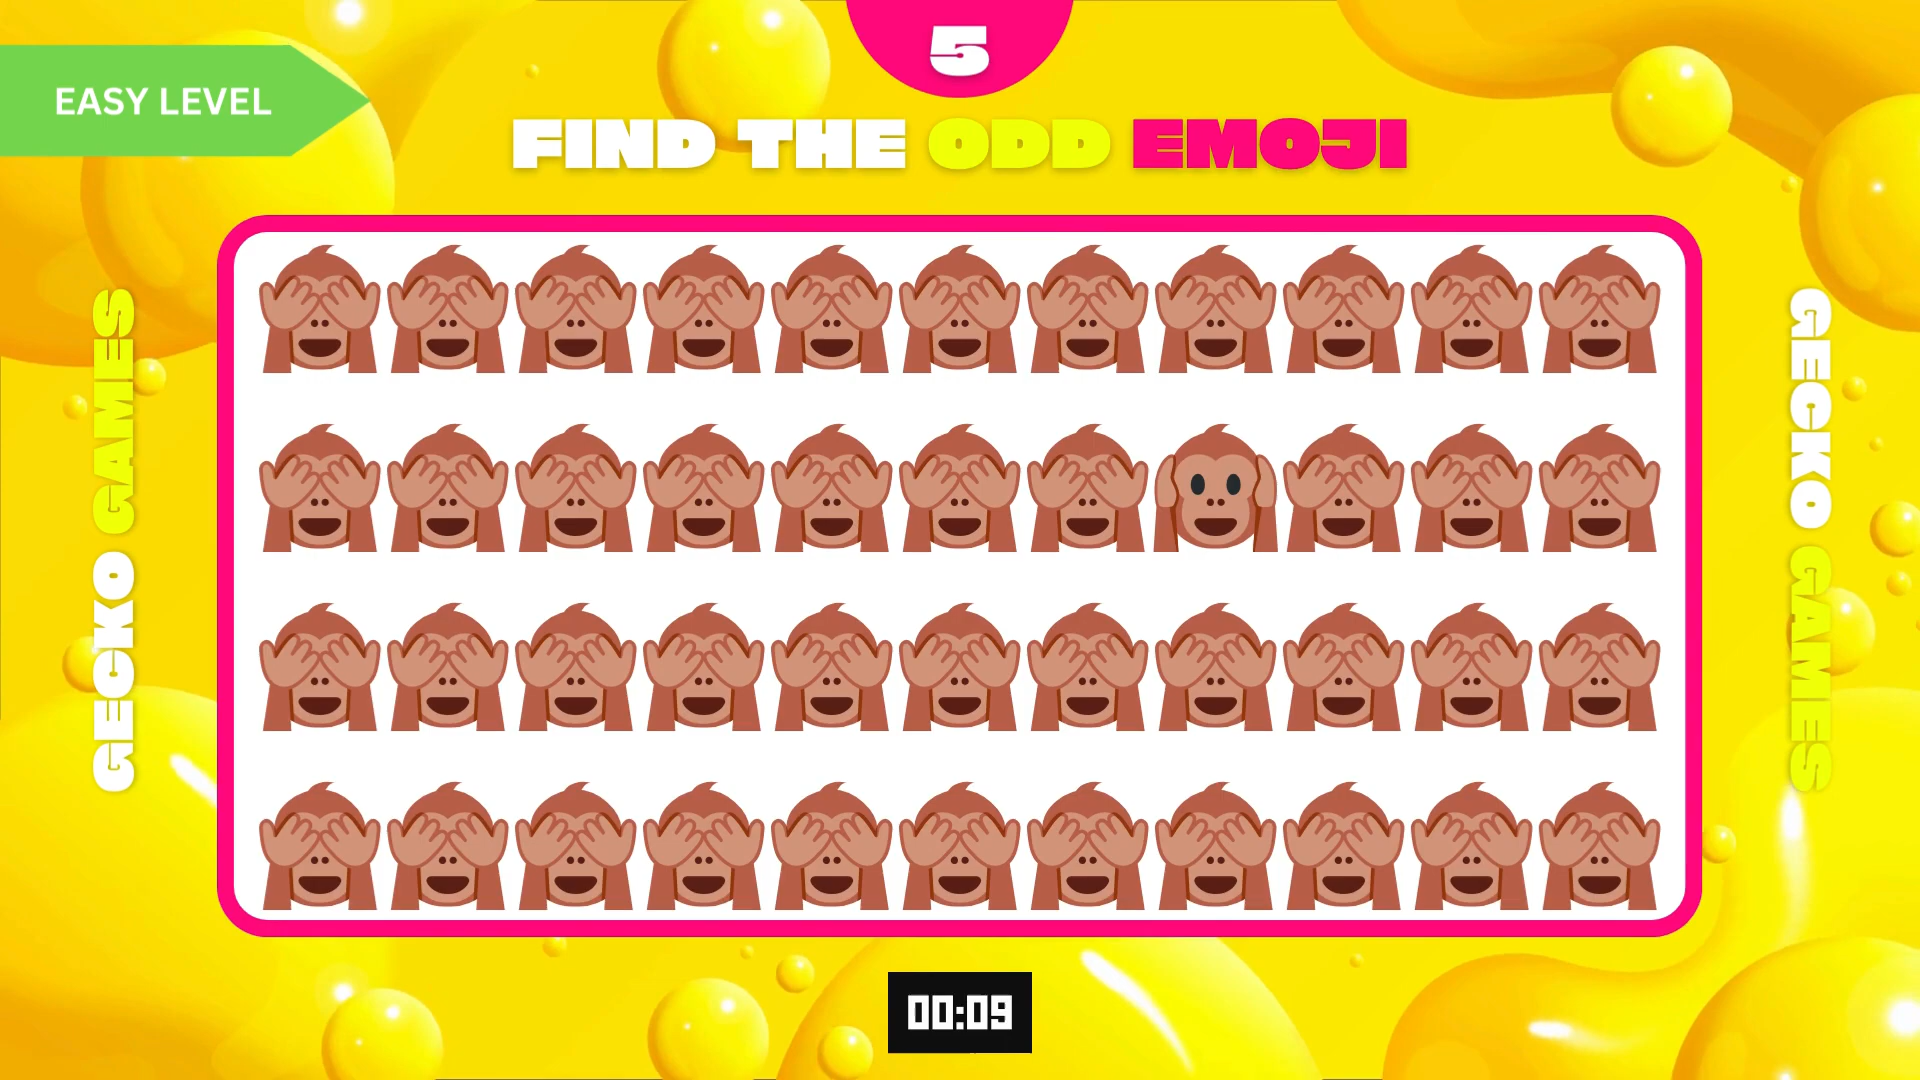 5
EASY LEVEL
FIND THE ODD EMOJI
GECKO GAMES
GECKO GAMES
00:09